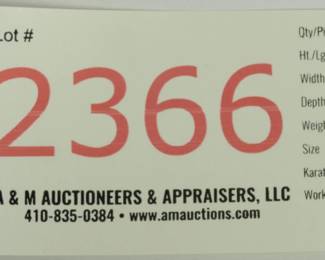 Lot #
2366
A & M AUCTIONEERS & APPRAISERS, LLC
410-835-0384 • www.amauctions.com
Qty/
Ht./Lg
Width
Depth
Weigh
Size
Karat
Work